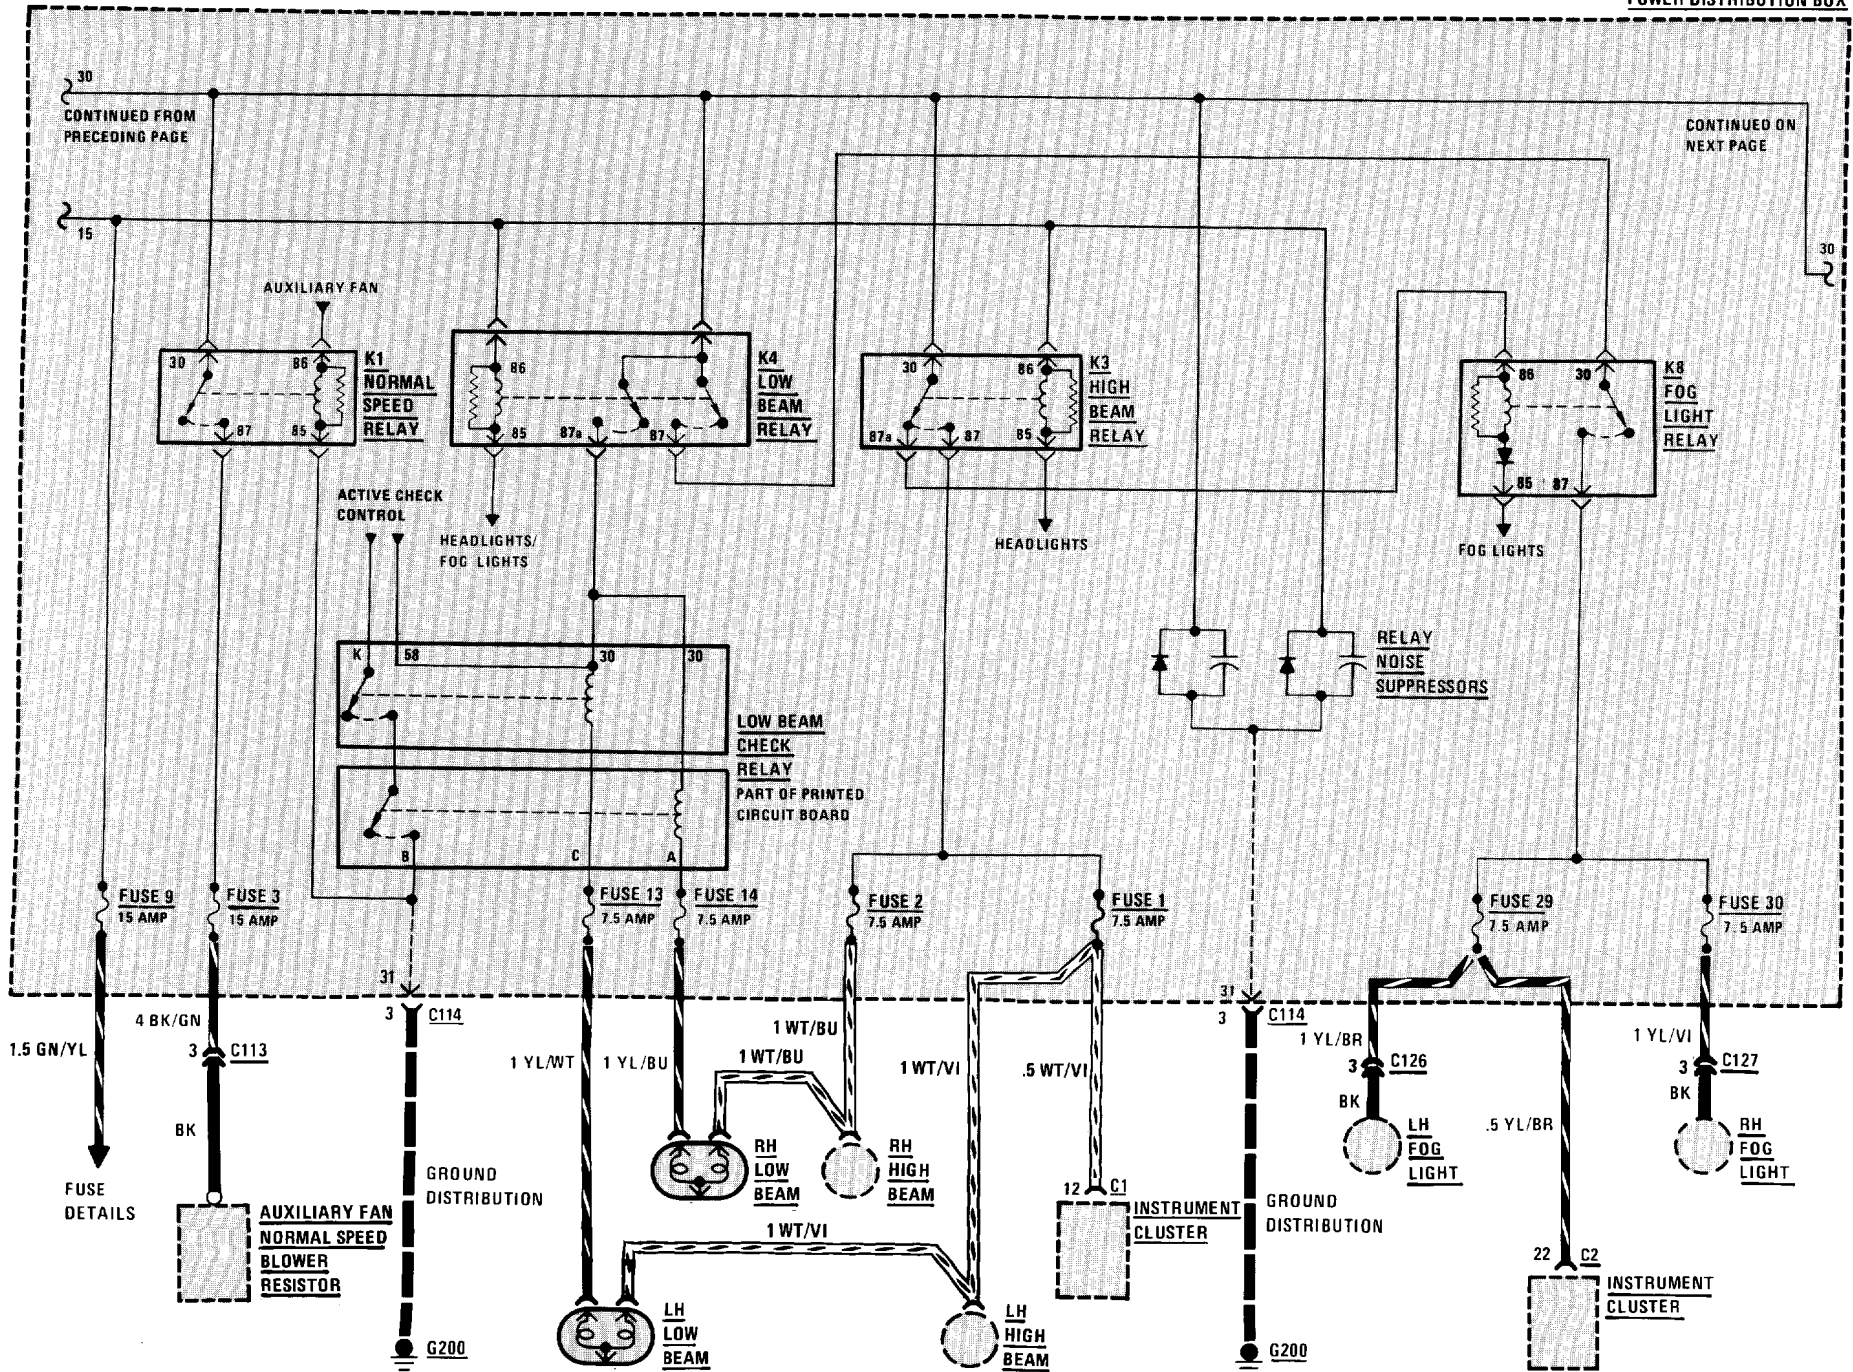 POWER DISTRIBUTION BOX
30
CONTINUED FROM
PRECEDING PAGE
CONTINUED ON
NEXT PAGE
15
30
AUXILIARY FAN
30
86
87
85
K1
NORMAL
SPEED
RELAY
86
85
87a
87
K4
LOW
BEAM
RELAY
30
86
87a
87
85
K3
HIGH
BEAM
RELAY
86
30
85
87
K8
FOG
LIGHT
RELAY
ACTIVE CHECK
CONTROL
HEADLIGHTS/
FOG LIGHTS
HEADLIGHTS
FOG LIGHTS
K
58
30
30
RELAY
NOISE
SUPPRESSORS
LOW BEAM
CHECK
RELAY
PART OF PRINTED
CIRCUIT BOARD
B
C
A
FUSE 9
15 AMP
FUSE 3
15 AMP
FUSE 13
7.5 AMP
FUSE 14
7.5 AMP
FUSE 2
7.5 AMP
FUSE 1
7.5 AMP
FUSE 29
7.5 AMP
FUSE 30
7.5 AMP
31
31
3
C114
3
C114
4 BK/GN
1.5 GN/YL
3
C113
1 YL/WT
1 YL/BU
1 WT/BU
1 WT/BU
1 WT/VI
.5 WT/VI
1 YL/BR
3
C126
1 YL/VI
3
C127
BK
BK
BK
LH
FOG
LIGHT
.5 YL/BR
RH
FOG
LIGHT
RH
LOW
BEAM
RH
HIGH
BEAM
GROUND
DISTRIBUTION
FUSE
DETAILS
12
C1
INSTRUMENT
CLUSTER
GROUND
DISTRIBUTION
AUXILIARY FAN
NORMAL SPEED
BLOWER
RESISTOR
1 WT/VI
22
C2
INSTRUMENT
CLUSTER
LH
LOW
BEAM
LH
HIGH
BEAM
G200
G200